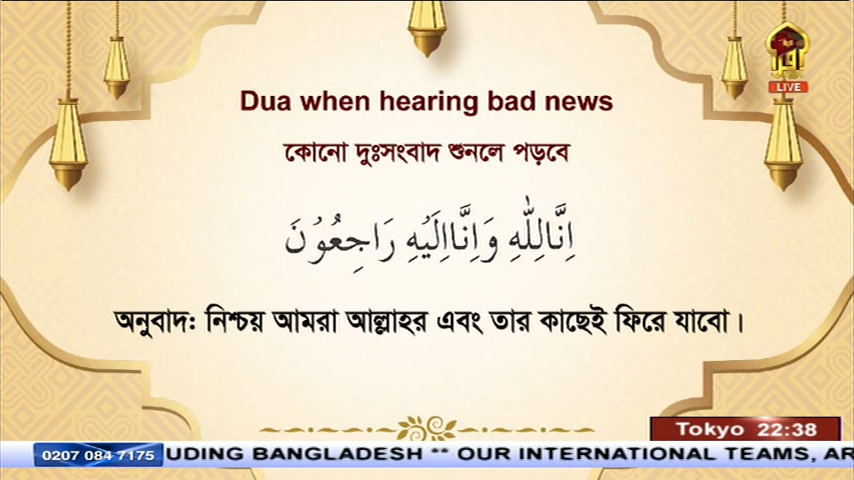 اقرأ
LIVE
Dua when hearing bad news
কোনো দুঃসংবাদ শুনলে পড়বে
اِنَّالِلّٰهِ وَاِنَّااِلَيْهِ رَاجِعُوْنَ
অনুবাদ: নিশ্চয় আমরা আল্লাহর এবং তার কাছেই ফিরে যাবো।
Tokyo 22:38
0207 084 7175 UDING BANGLADESH ** OUR INTERNATIONAL TEAMS, AR